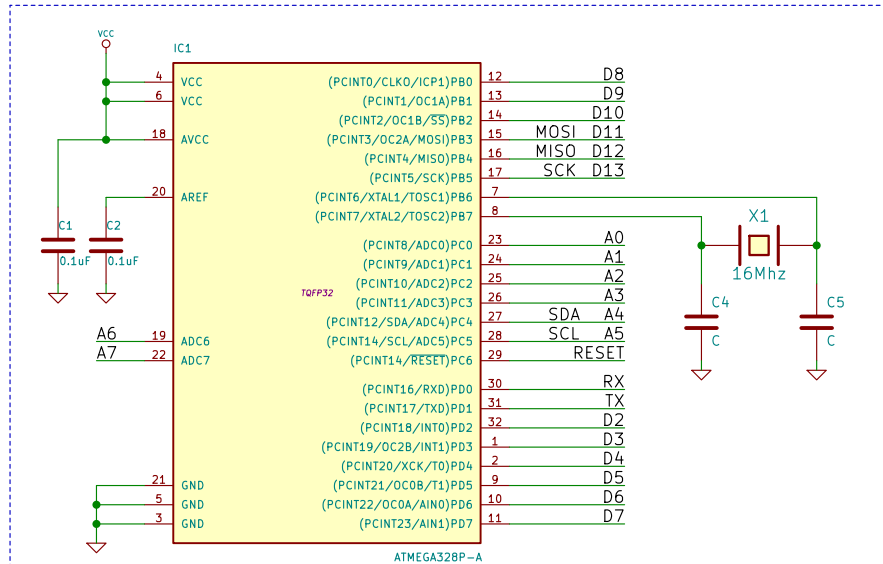 VCC
IC1
4 VCC (PCINT0/CLKO/ICP1)PB0 12 D8
6 VCC (PCINT1/OC1A)PB1 13 D9
(PCINT2/OC1B/SS)PB2 14 D10
18 AVCC (PCINT3/OC2A/MOSI)PB3 15 MOSI D11
(PCINT4/MISO)PB4 16 MISO D12
(PCINT5/SCK)PB5 17 SCK D13
20 AREF (PCINT6/XTAL1/TOSC1)PB6 7
(PCINT7/XTAL2/TOSC2)PB7 8 X1
C1 C2
(PCINT8/ADC0)PC0 23 A0
0.1uF 0.1uF (PCINT9/ADC1)PC1 24 A1
16Mhz
(PCINT10/ADC2)PC2 25 A2
TQFP32 (PCINT11/ADC3)PC3 26 A3 C4 C5
(PCINT12/SDA/ADC4)PC4 27 SDA A4
A6 19 ADC6 (PCINT14/SCL/ADC5)PC5 28 SCL A5 C C
A7 22 ADC7 (PCINT14/RESET)PC6 29 RESET
(PCINT16/RXD)PD0 30 RX
(PCINT17/TXD)PD1 31 TX
(PCINT18/INT0)PD2 32 D2
(PCINT19/OC2B/INT1)PD3 1 D3
(PCINT20/XCK/T0)PD4 2 D4
21 GND (PCINT21/OC0B/T1)PD5 9 D5
5 GND (PCINT22/OC0A/AIN0)PD6 10 D6
3 GND (PCINT23/AIN1)PD7 11 D7
ATMEGA328P-A